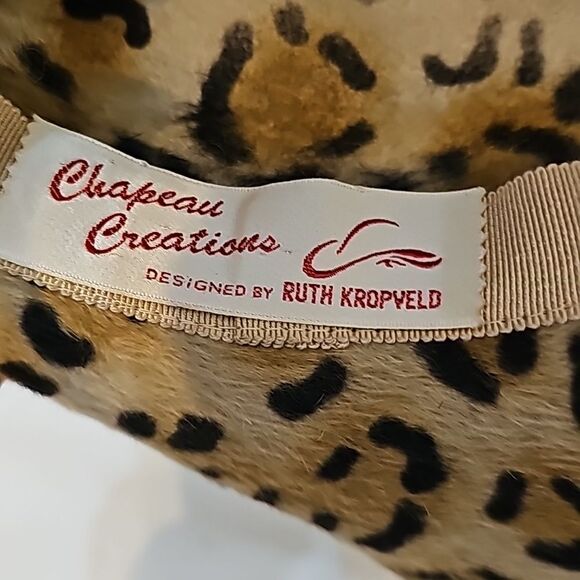 Chapeau
Creations
DESIGNED BY RUTH KROPVELD